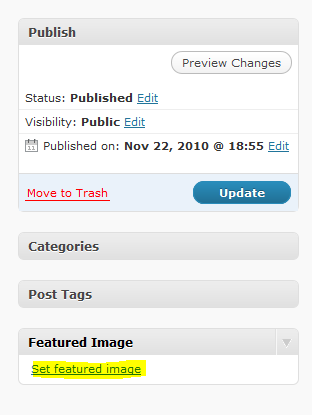 Publish
Preview Changes
Status: Published Edit
Visibility: Public Edit
11 Published on: Nov 22, 2010 @ 18:55 Edit
Move to Trash Update
Categories
Post Tags
Featured Image
Set featured image